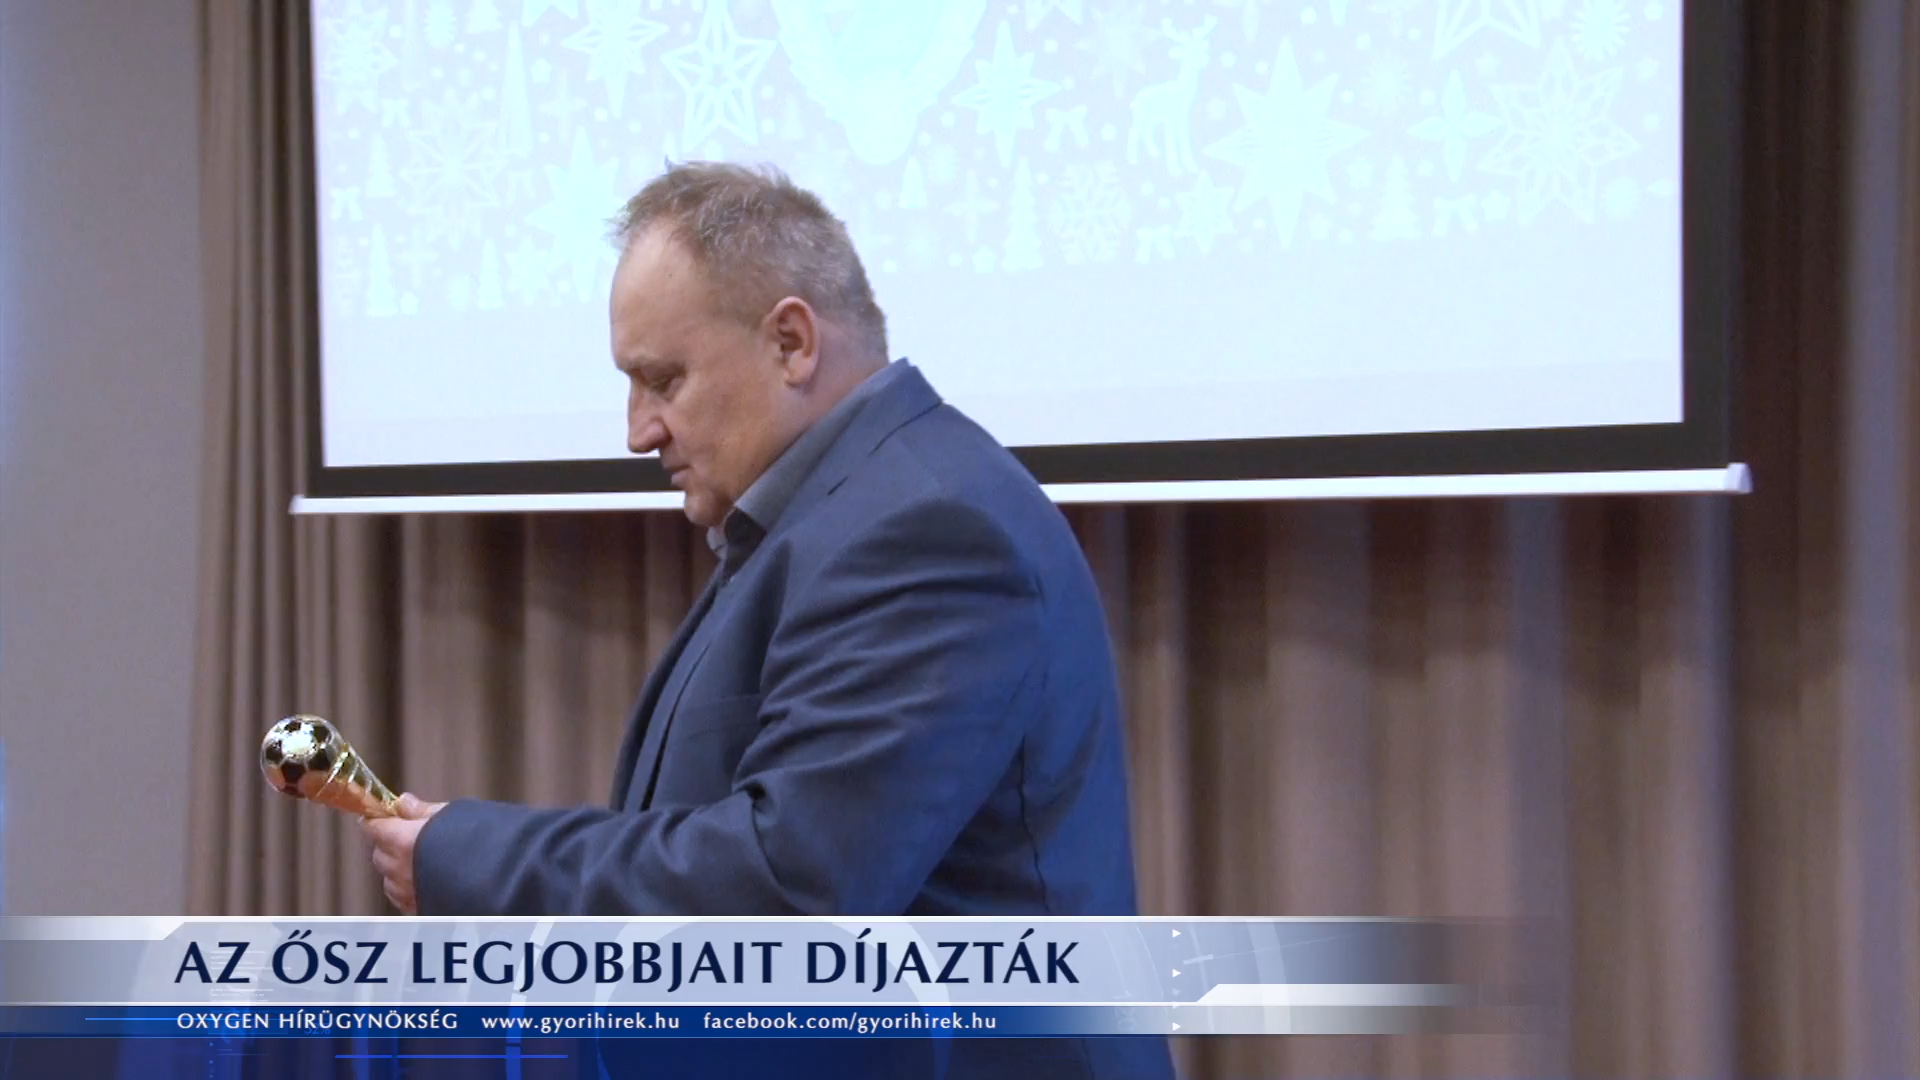 AZ ŐSZ LEGJOBBJAIT DÍJAZTÁK
OXYGEN HÍRÜGYNÖKSÉG www.gyorihirek.hu facebook.com/gyorihirek.hu